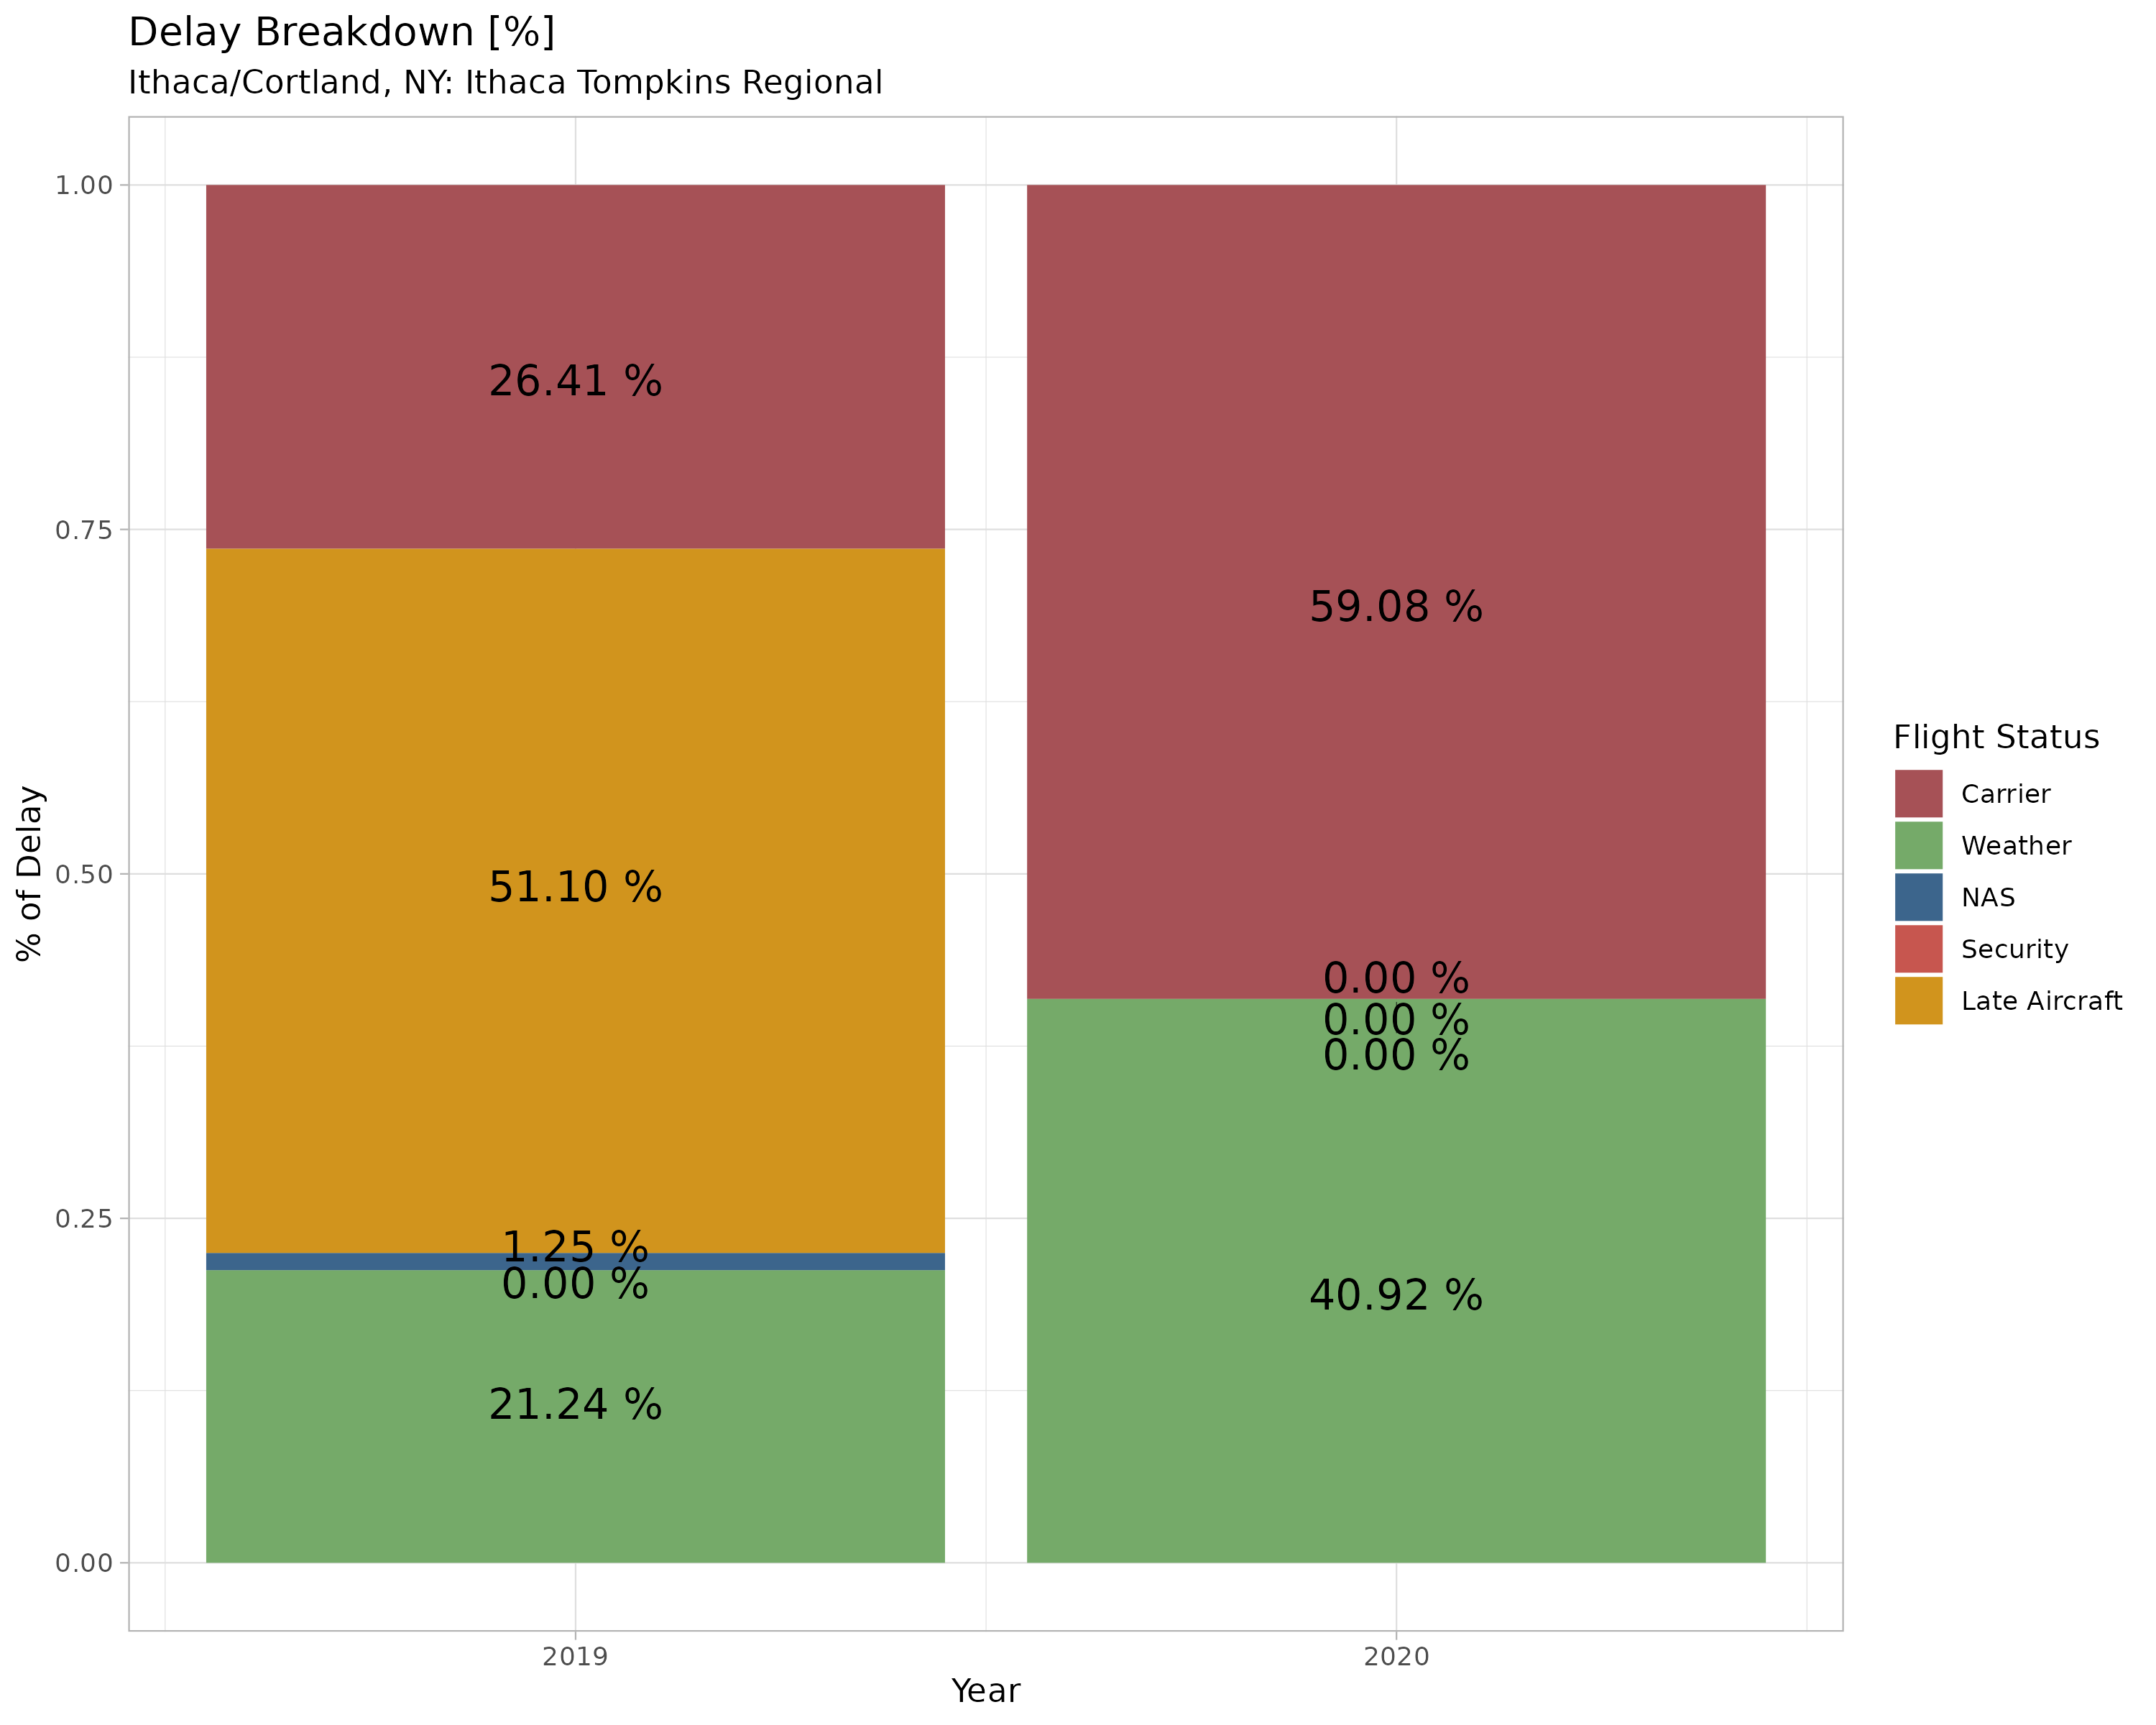 Delay Breakdown [%]
Ithaca/Cortland, NY: Ithaca Tompkins Regional
% of Delay
1.00
0.75
0.50
0.25
0.00
26.41 %
51.10 %
1.25 %
0.00 %
21.24 %
59.08 %
0.00 %
0.00 %
0.00 %
40.92 %
2019
2020
Year
Flight Status
Carrier
Weather
NAS
Security
Late Aircraft